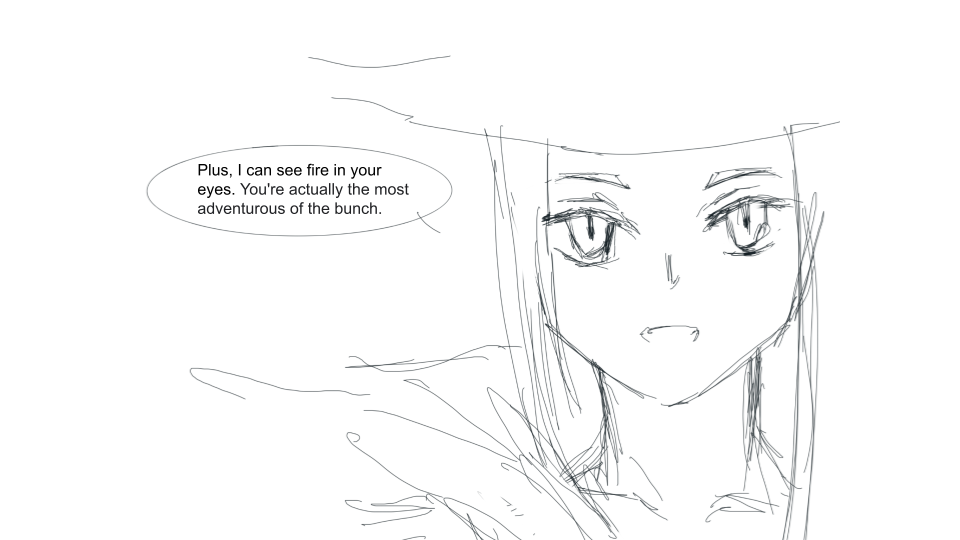 Plus, I can see fire in your
eyes. You're actually the most
adventurous of the bunch.